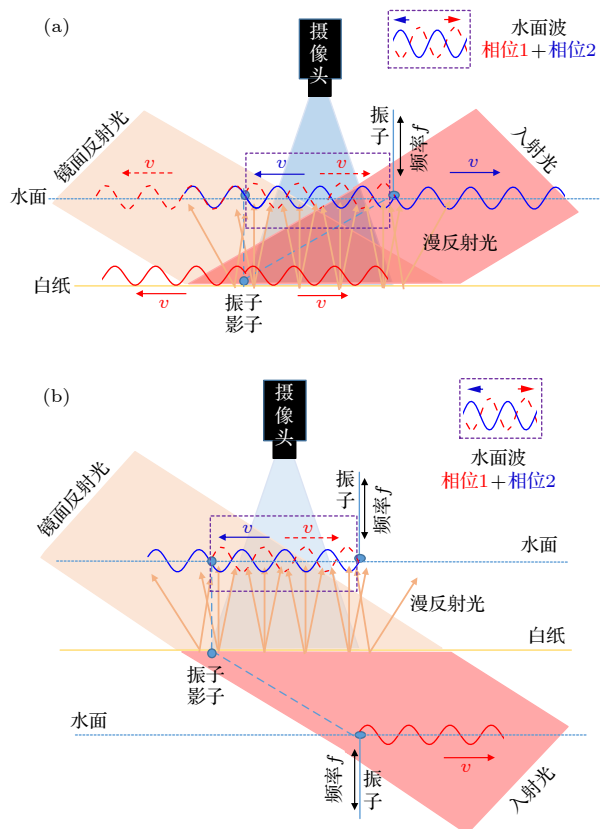 (a)
摄像头
水面波
相位1+相位2
镜面反射光
振子
频率f
入射光
v
v
v
v
水面
漫反射光
白纸
v
振子
影子
v
(b)
摄像头
水面波
相位1+相位2
镜面反射光
振子
频率f
v
v
水面
漫反射光
白纸
振子
影子
水面
v
频率f
振子
入射光